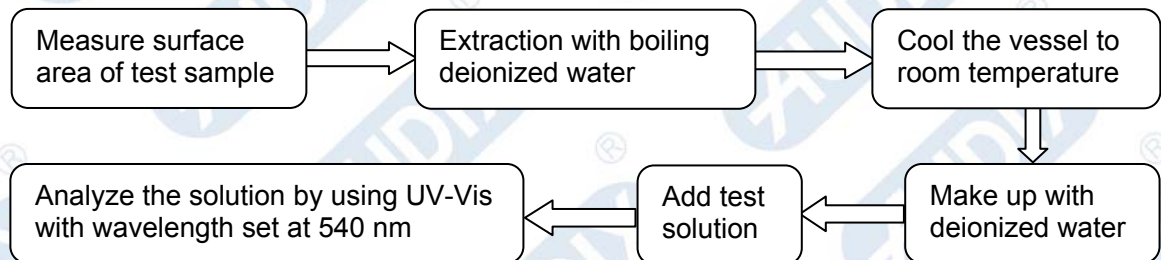 Measure surface
area of test sample
Extraction with boiling
deionized water
Cool the vessel to
room temperature
Make up with
deionized water
Add test
solution
Analyze the solution by using UV-Vis
with wavelength set at 540 nm
AUDIX
®
AUDIX
®